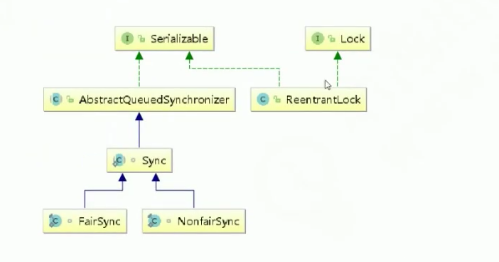 Serializable
Lock
AbstractQueuedSynchronizer
ReentrantLock
Sync
FairSync
NonfairSync